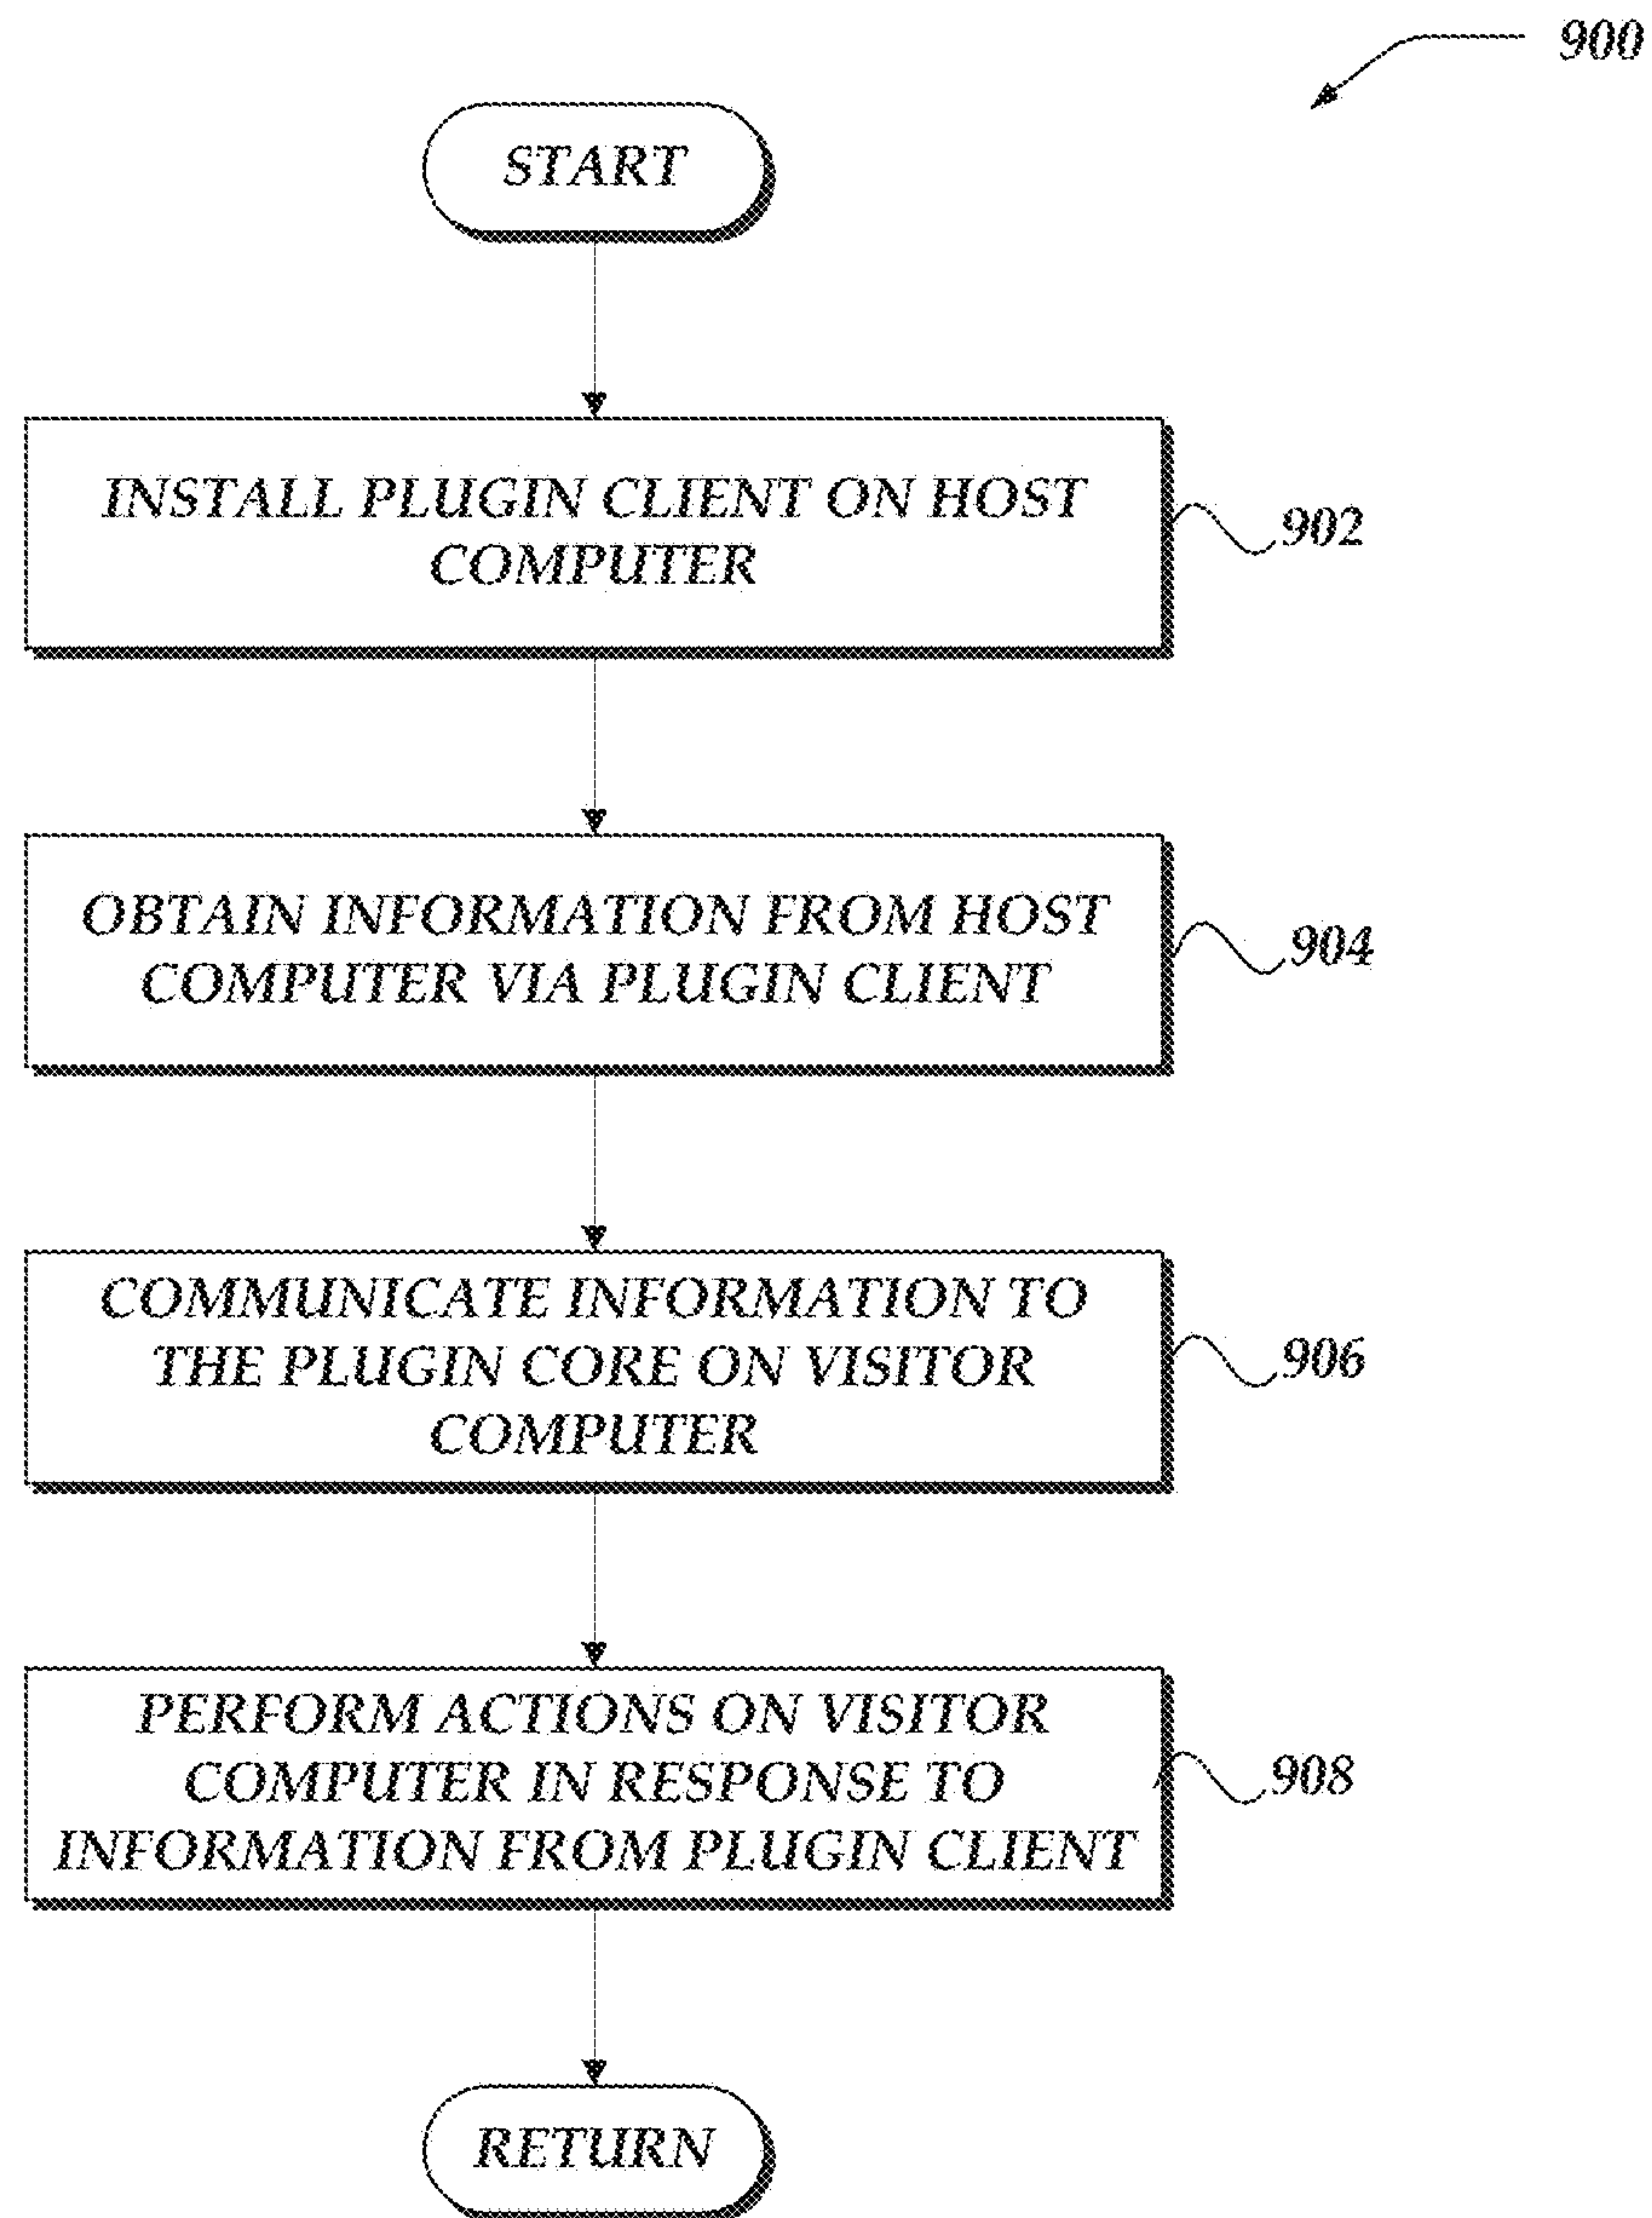 900
START
INSTALL PLUGIN CLIENT ON HOST
COMPUTER
902
OBTAIN INFORMATION FROM HOST
COMPUTER VIA PLUGIN CLIENT
904
COMMUNICATE INFORMATION TO
THE PLUGIN CORE ON VISITOR
COMPUTER
906
PERFORM ACTIONS ON VISITOR
COMPUTER IN RESPONSE TO
INFORMATION FROM PLUGIN CLIENT
908
RETURN